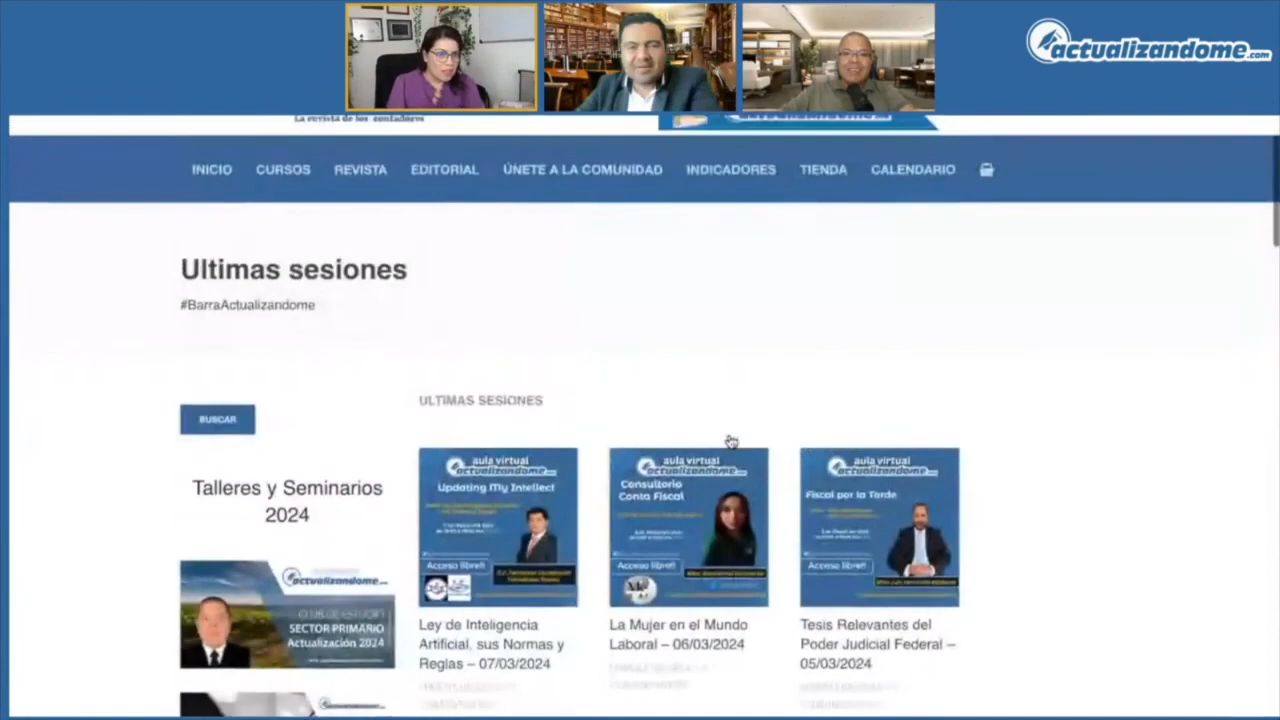 actualizandome.com
La revista de los contadores
INICIO CURSOS REVISTA EDITORIAL ÚNETE A LA COMUNIDAD INDICADORES TIENDA CALENDARIO
Ultimas sesiones
#BarraActualizandome
BUSCAR
Talleres y Seminarios
2024
actualizandome
SECTOR PRIMARIO
Actualización 2024
ULTIMAS SESIONES
aula virtual
actualizandome
Updating My Intellect
Acceso libre!!
Ley de Inteligencia
Artificial, sus Normas y
Reglas – 07/03/2024
aula virtual
actualizandome
Consultorio
Conta Fiscal
Acceso libre!!
La Mujer en el Mundo
Laboral – 06/03/2024
aula virtual
actualizandome
Fiscal por la Tarde
Acceso libre!!
Tesis Relevantes del
Poder Judicial Federal –
05/03/2024